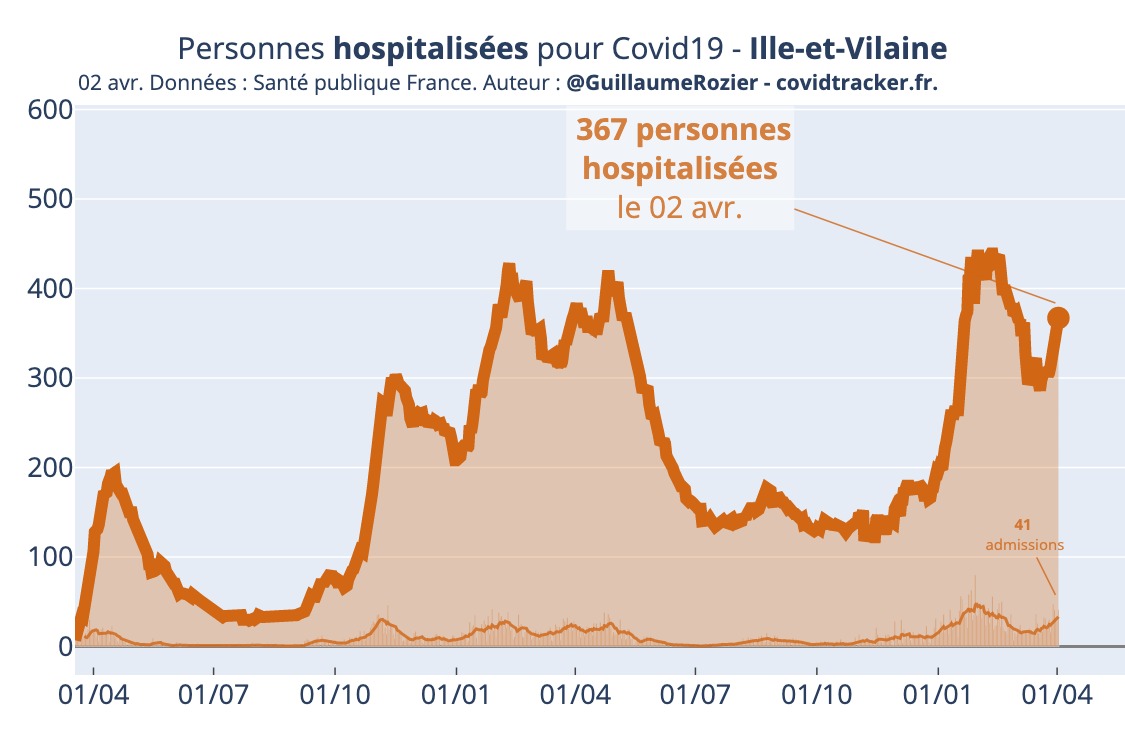 Personnes hospitalisées pour Covid19 - Ille-et-Vilaine
02 avr. Données : Santé publique France. Auteur : @GuillaumeRozier - covidtracker.fr.
600
367 personnes
hospitalisées
le 02 avr.
500
400
300
200
41
admissions
100
0
01/04 01/07 01/10 01/01 01/04 01/07 01/10 01/01 01/04